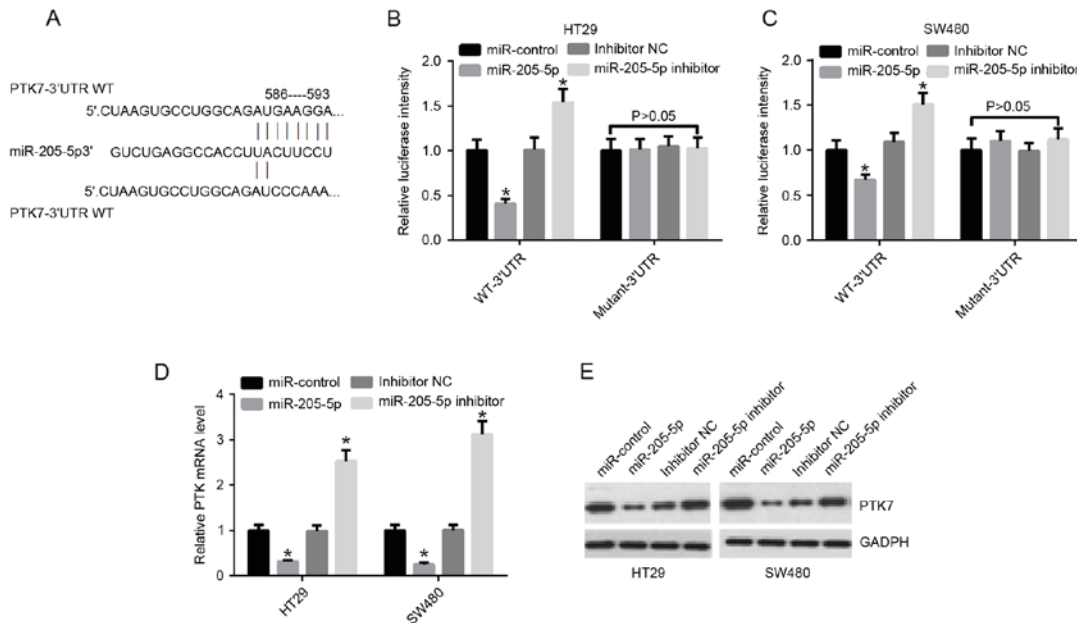 A
PTK7-3'UTR WT
586----593
5'.CUAAGUGCCUGGCAGAUGAAGGA...
miR-205-5p3' GUCUGAGGCCACCUUACUUCCU
5'.CUAAGUGCCUGGCAGAUCCCAAA...
PTK7-3'UTR WT
B
HT29
miR-control
Inhibitor NC
miR-205-5p
miR-205-5p inhibitor
Relative luciferase intensity
2.0
1.5
1.0
0.5
0.0
*
*
P>0.05
WT-3'UTR
Mutant-3'UTR
C
SW480
miR-control
Inhibitor NC
miR-205-5p
miR-205-5p inhibitor
Relative luciferase intensity
2.0
1.5
1.0
0.5
0.0
*
*
P>0.05
WT-3'UTR
Mutant-3'UTR
D
miR-control
Inhibitor NC
miR-205-5p
miR-205-5p inhibitor
Relative PTK mRNA level
4
3
2
1
0
*
*
*
*
HT29
SW480
E
miR-control
miR-205-5p
Inhibitor NC
miR-205-5p inhibitor
miR-control
miR-205-5p
Inhibitor NC
miR-205-5p inhibitor
PTK7
GADPH
HT29
SW480